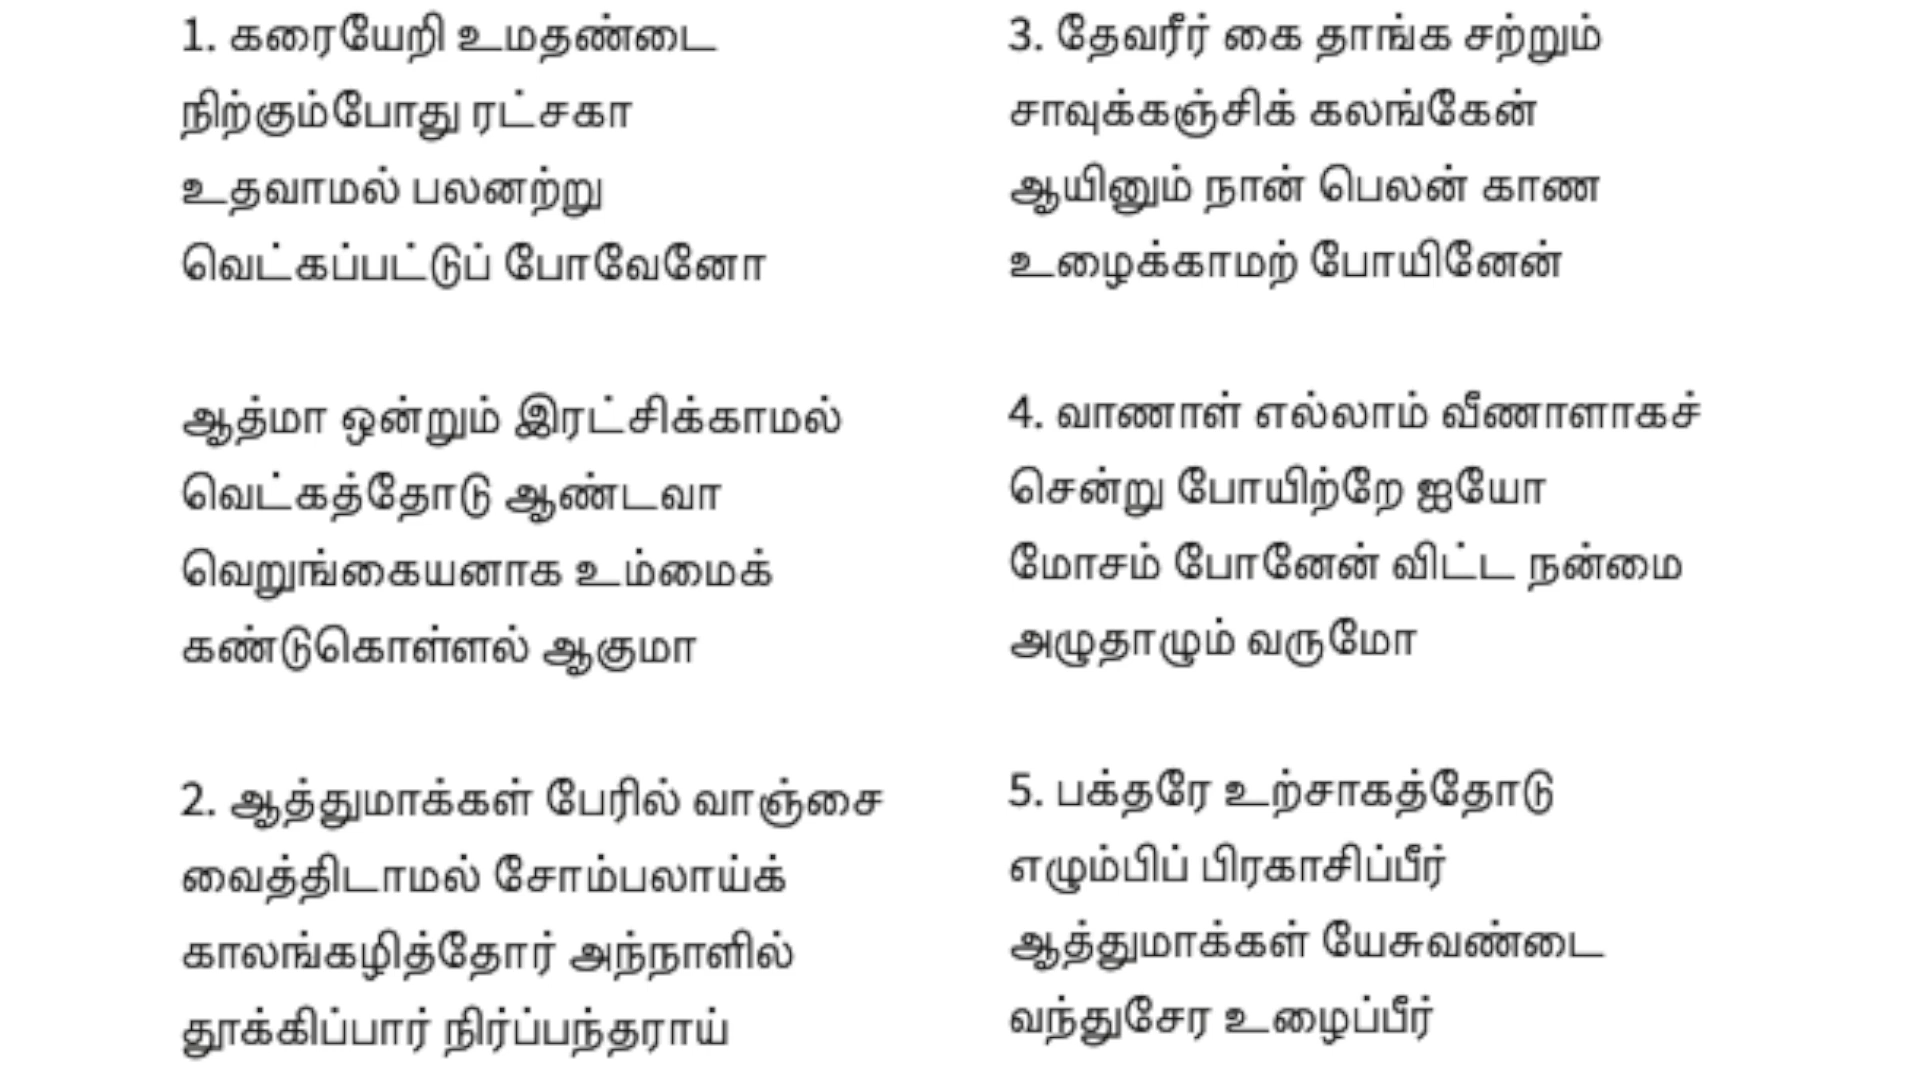 1. கரையேறி உமதண்டை
நிற்கும்போது ரட்சகா
உதவாமல் பலனற்று
வெட்கப்பட்டுப் போவேனோ
ஆத்மா ஒன்றும் இரட்சிக்காமல்
வெட்கத்தோடு ஆண்டவா
வெறுங்கையனாக உம்மைக்
கண்டுகொள்ளல் ஆகுமா
2. ஆத்துமாக்கள் பேரில் வாஞ்சை
வைத்திடாமல் சோம்பலாய்க்
காலங்கழித்தோர் அந்நாளில்
தூக்கிப்பார் நிர்ப்பந்தராய்
3. தேவரீர் கை தாங்க சற்றும்
சாவுக்கஞ்சிக் கலங்கேன்
ஆயினும் நான் பெலன் காண
உழைக்காமற் போயினேன்
4. வாணாள் எல்லாம் வீணாளாகச்
சென்று போயிற்றே ஐயோ
மோசம் போனேன் விட்ட நன்மை
அழுதாழும் வருமோ
5. பக்தரே உற்சாகத்தோடு
எழும்பிப் பிரகாசிப்பீர்
ஆத்துமாக்கள் யேசுவண்டை
வந்துசேர உழைப்பீர்